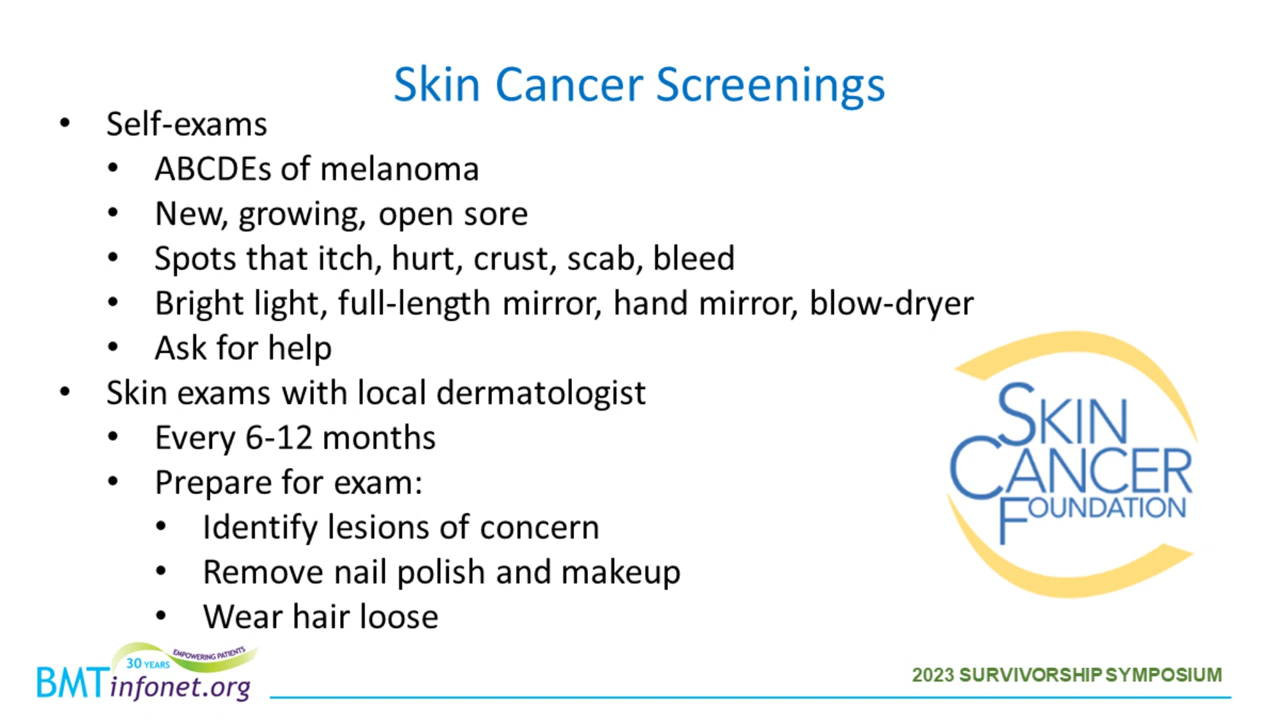 Skin Cancer Screenings
• Self-exams
• ABCDEs of melanoma
• New, growing, open sore
• Spots that itch, hurt, crust, scab, bleed
• Bright light, full-length mirror, hand mirror, blow-dryer
• Ask for help
• Skin exams with local dermatologist
• Every 6-12 months
• Prepare for exam:
• Identify lesions of concern
• Remove nail polish and makeup
• Wear hair loose
SKIN
CANCER
FOUNDATION
30 YEARS EMPOWERING PATIENTS
BMTinfonet.org
2023 SURVIVORSHIP SYMPOSIUM